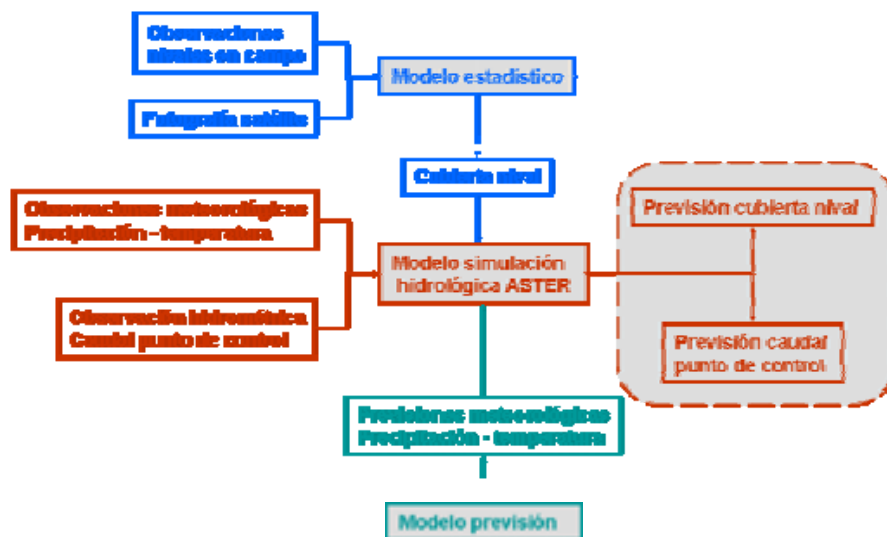 Observaciones
nivales en campo
Modelo estadístico
Fotografía satélite
Cubierta nival
Observaciones meteorológicas
Precipitación - temperatura
Previsión cubierta nival
Modelo simulación
hidrológica ASTER
Observación hidrométrica
Caudal punto de control
Previsión caudal
punto de control
Previsiones meteorológicas
Precipitación - temperatura
Modelo previsión